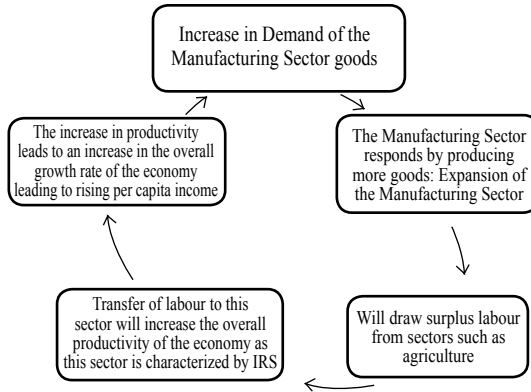 Increase in Demand of the
Manufacturing Sector goods
The Manufacturing Sector
responds by producing
more goods: Expansion of
the Manufacturing Sector
Will draw surplus labour
from sectors such as
agriculture
Transfer of labour to this
sector will increase the overall
productivity of the economy as
this sector is characterized by IRS
The increase in productivity
leads to an increase in the overall
growth rate of the economy
leading to rising per capita income